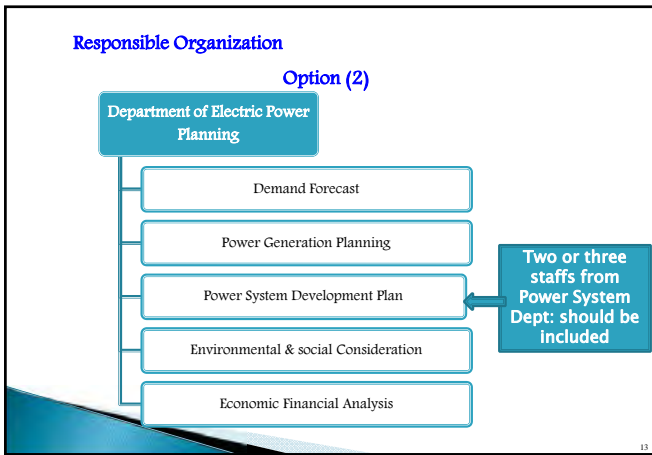 Responsible Organization
Option (2)
Department of Electric Power
Planning
Demand Forecast
Power Generation Planning
Power System Development Plan
Environmental & social Consideration
Economic Financial Analysis
Two or three
staffs from
Power System
Dept: should be
included
13